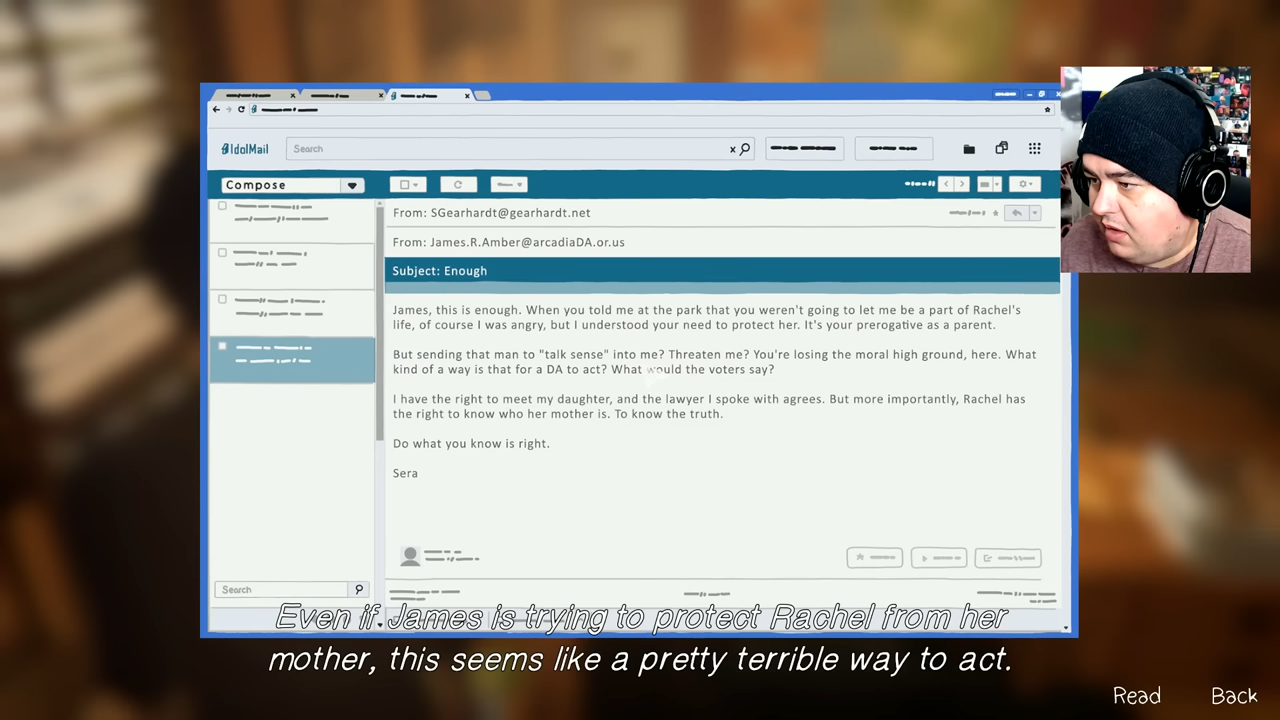 IdolMail
Search
Compose
From: SGearhardt@gearhardt.net
From: James.R.Amber@arcadiaDA.or.us
Subject: Enough
James, this is enough. When you told me at the park that you weren't going to let me be a part of Rachel's
life, of course I was angry, but I understood your need to protect her. It's your prerogative as a parent.
But sending that man to "talk sense" into me? Threaten me? You're losing the moral high ground, here. What
kind of a way is that for a DA to act? What would the voters say?
I have the right to meet my daughter, and the lawyer I spoke with agrees. But more importantly, Rachel has
the right to know who her mother is. To know the truth.
Do what you know is right.
Sera
Search
Even if James is trying to protect Rachel from her
mother, this seems like a pretty terrible way to act.
Read Back